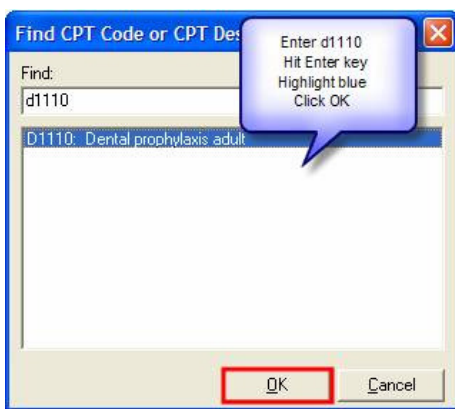 Find CPT Code or CPT Des
Enter d1110
Hit Enter key
Highlight blue
Click OK
Find:
d1110
D1110: Dental prophylaxis adult
OK
Cancel